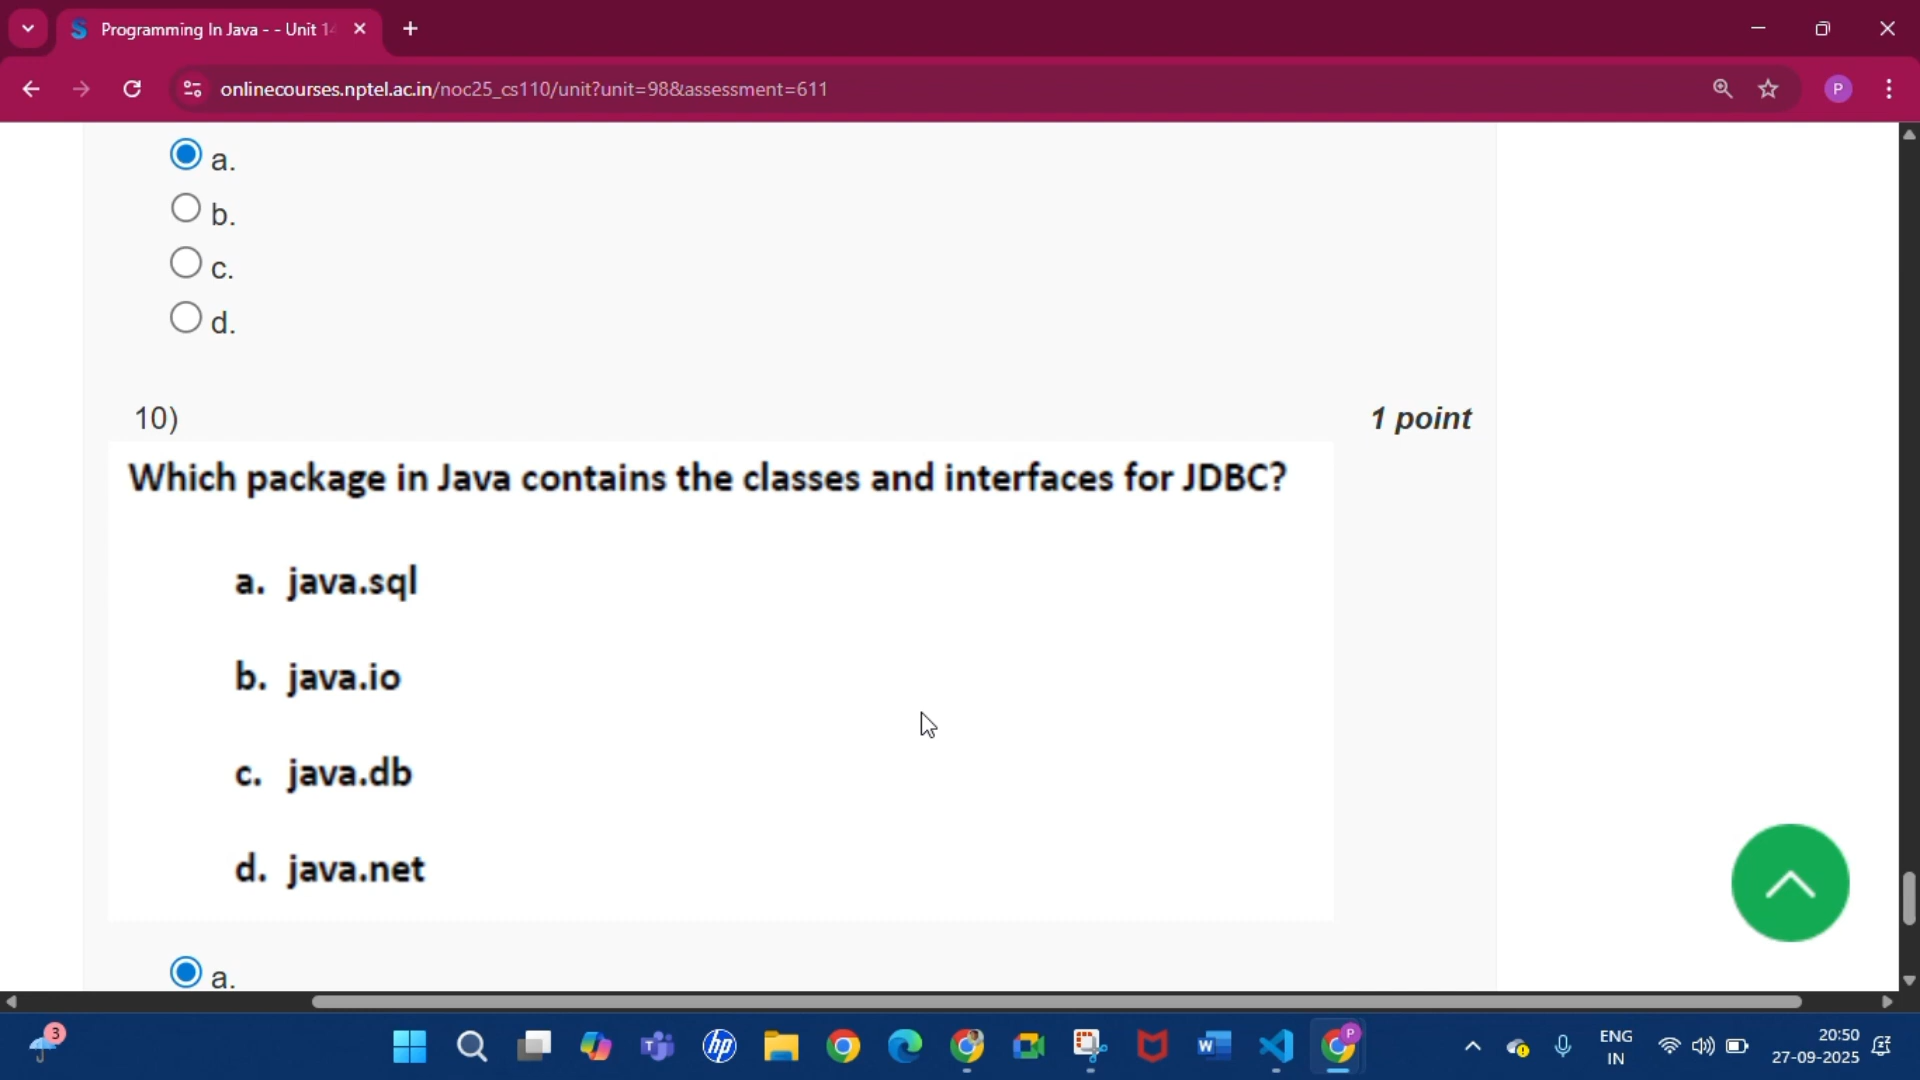 Programming In Java - - Unit 14
onlinecourses.nptel.ac.in/noc25_cs110/unit?unit=98&assessment=611
P
a.
b.
c.
d.
10)
1 point
Which package in Java contains the classes and interfaces for JDBC?
a. java.sql
b. java.io
c. java.db
d. java.net
a.
3
hp
W
P
ENG
IN
20:50
27-09-2025